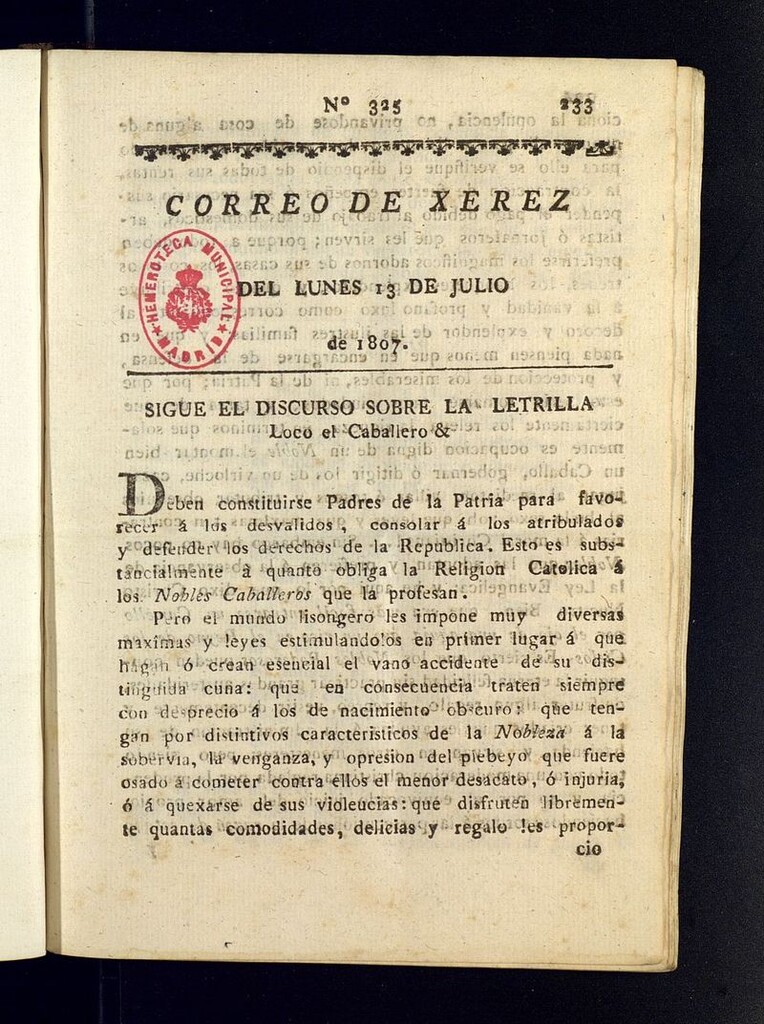 Nº 325 233
CORREO DE XEREZ
HEMEROTECA MUNICIPAL
★ MADRID ★
DEL LUNES 13 DE JULIO
de 1807.
SIGUE EL DISCURSO SOBRE LA LETRILLA
Loco el Caballero &
Deben constituirse Padres de la Patria para favo-
recer á los desvalidos, consolar á los atribulados
y defender los derechos de la Republica. Esto es subs-
tancialmente à quanto obliga la Religion Catolica á
los Nobles Caballeros que la profesan.
Pero el mundo lisongero les impone muy diversas
maximas y leyes estimulandolos en primer lugar á que
hagan ó crean esencial el vano accidente de su dis-
tinguida cuna: que en consecuencia traten siempre
con desprecio á los de nacimiento obscuro: que ten-
gan por distintivos caracteristicos de la Nobleza á la
sobervia, la venganza, y opresion del plebeyo que fuere
osado á cometer contra ellos el menor desacato, ó injuria,
ó á quexarse de sus violeucias: que disfruten libremen-
te quantas comodidades, delicias y regalo les propor-
cio